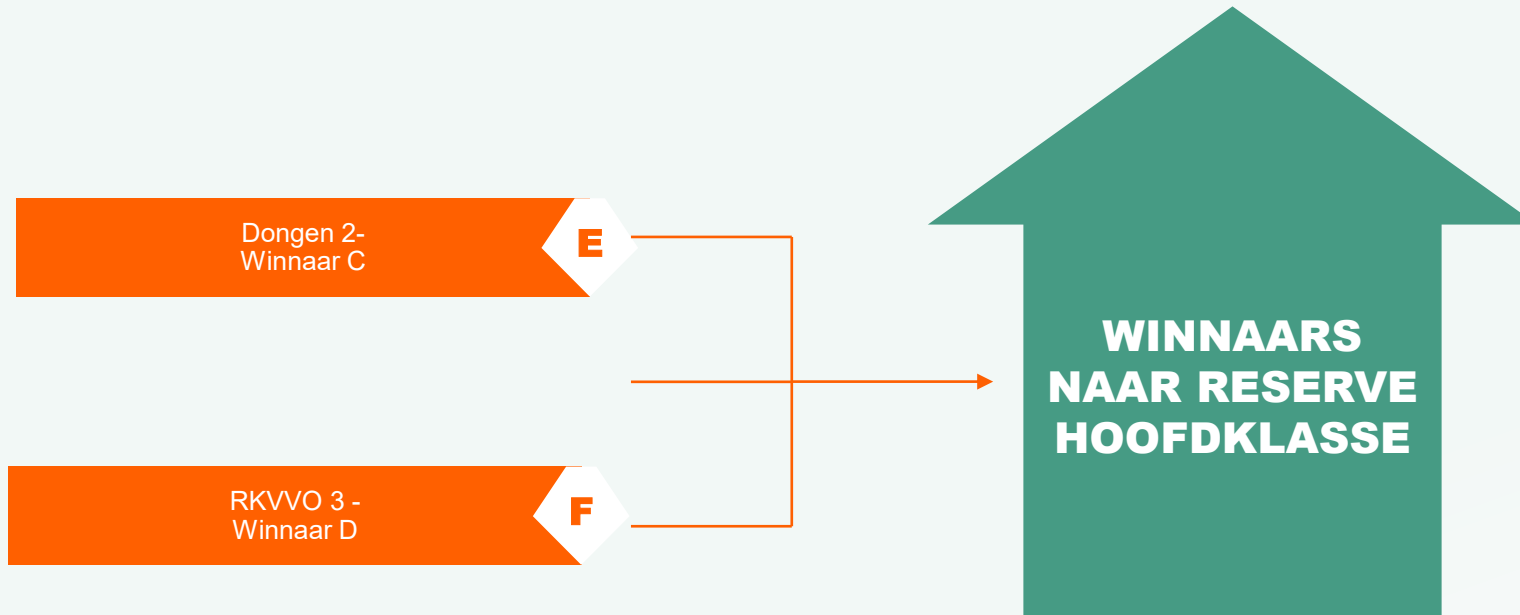 Dongen 2-
Winnaar C
E
WINNAARS
NAAR RESERVE
HOOFDKLASSE
RKVVO 3 -
Winnaar D
F